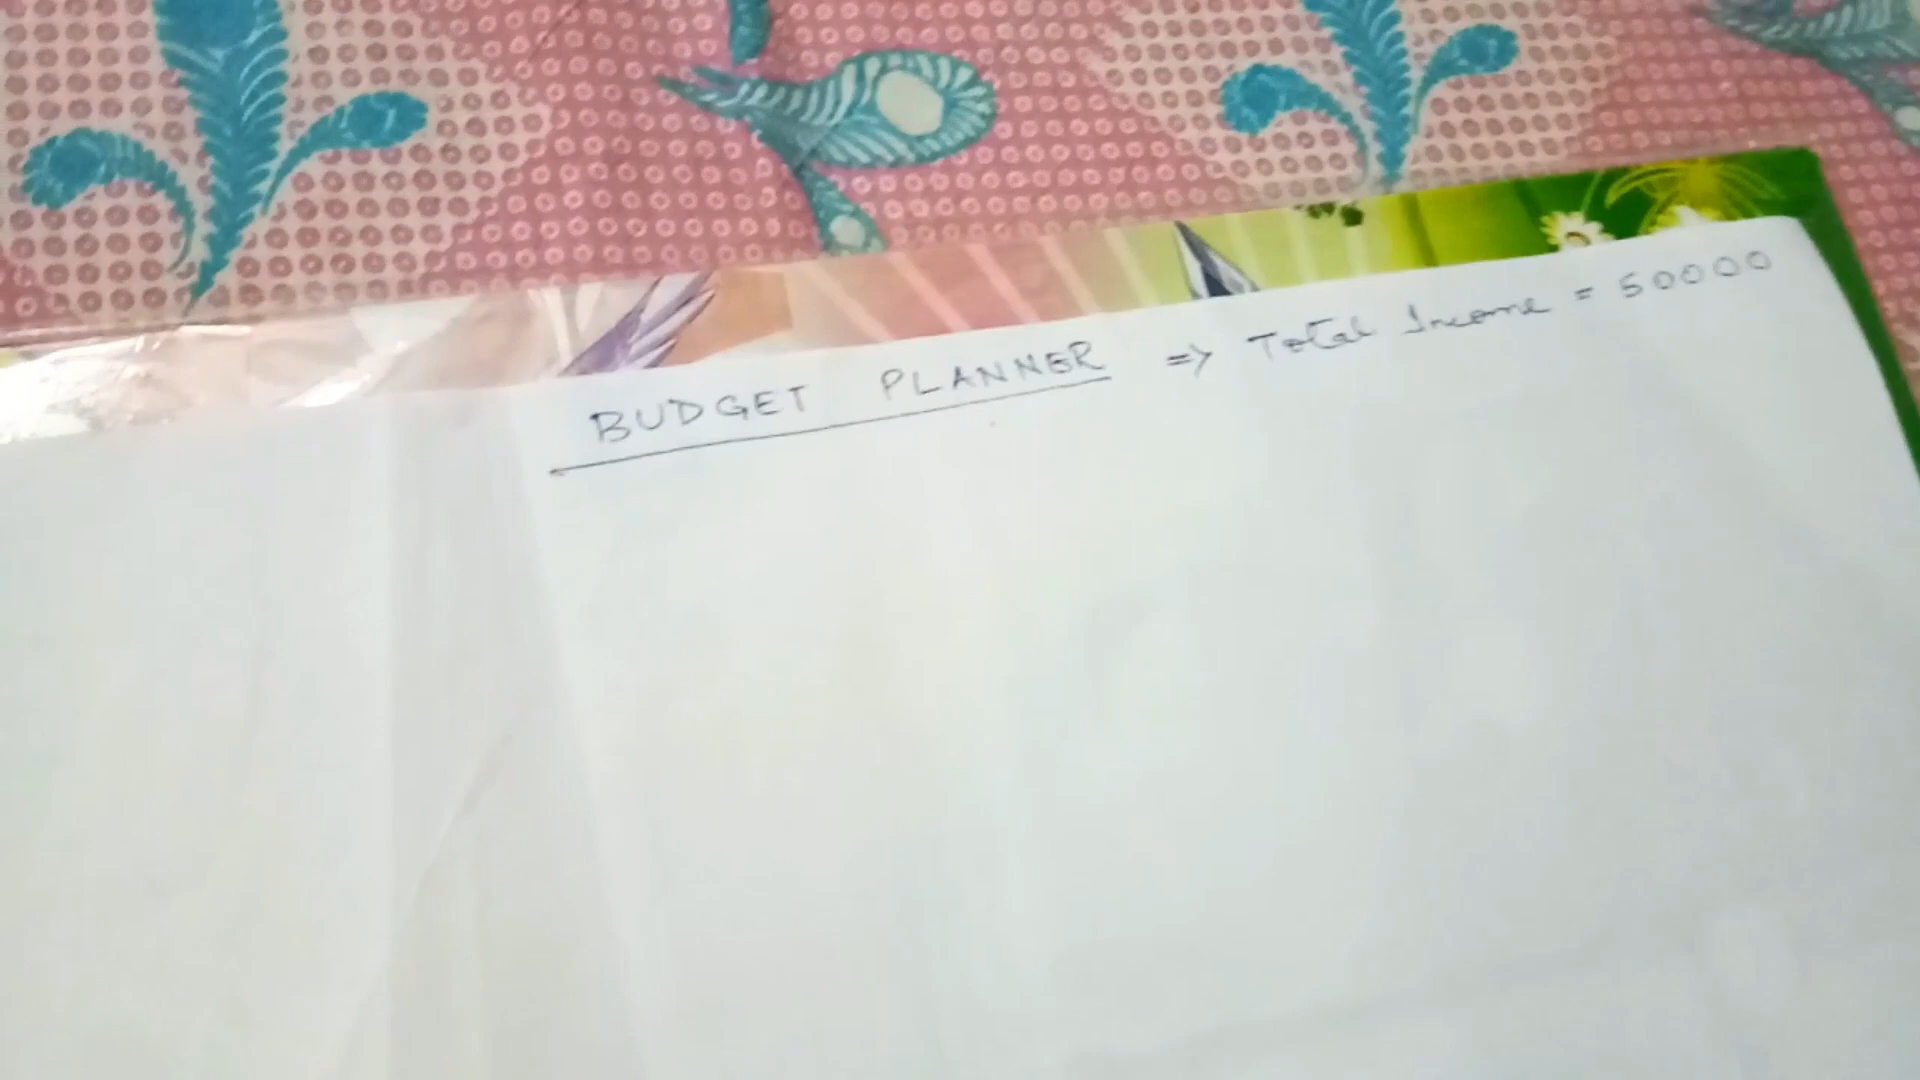 BUDGET PLANNER => Total Income = 50000